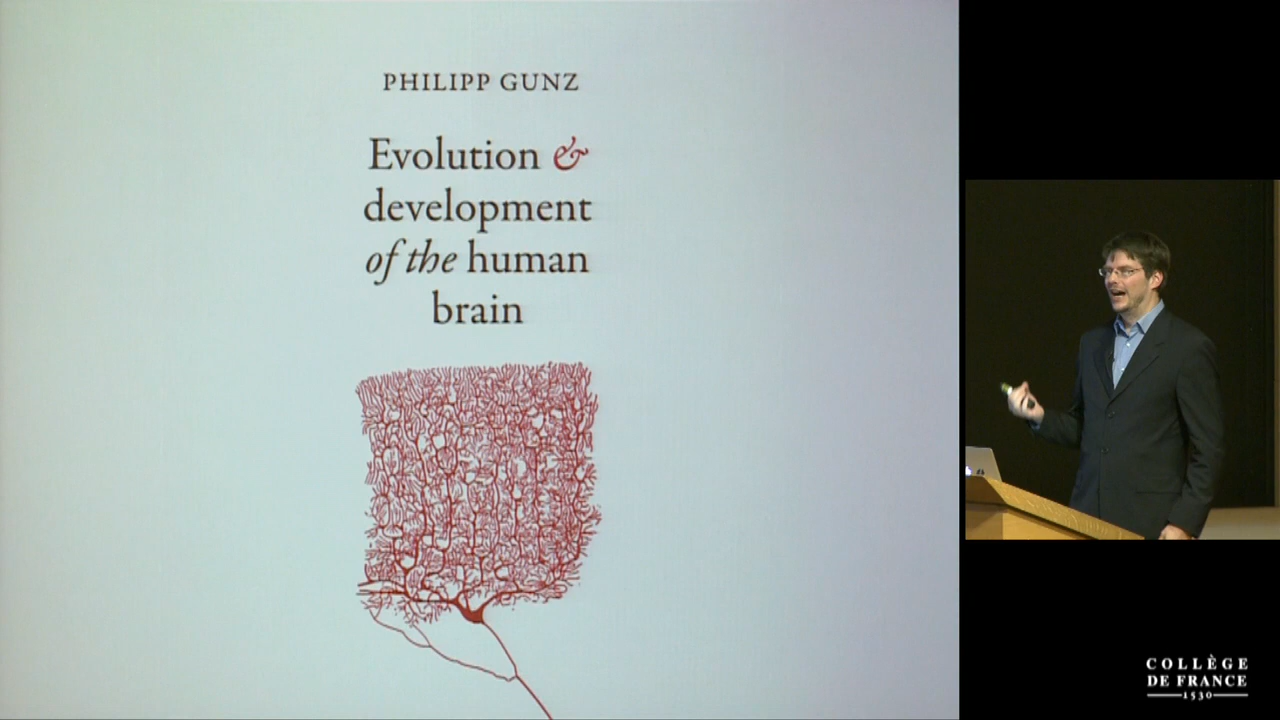 PHILIPP GUNZ
Evolution &
development
of the human
brain
COLLÈGE
DE FRANCE
1530